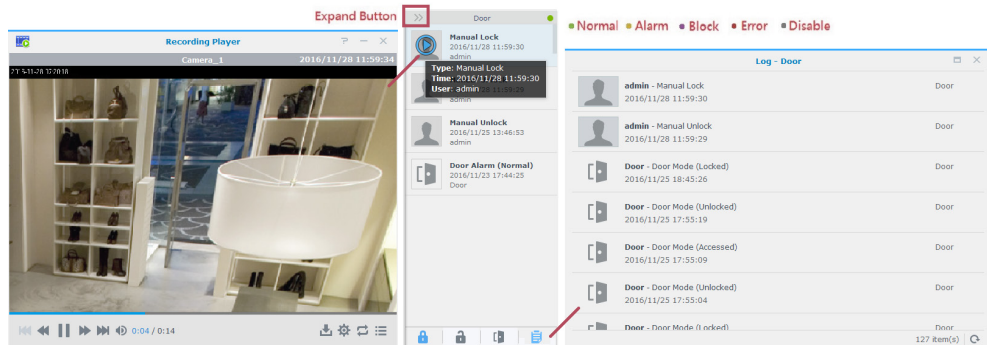 Expand Button
Recording Player
Camera_1
2016/11/28 11:59:34
Door
Manual Lock
2016/11/28 11:59:30
admin
Type: Manual Lock
Time: 2016/11/28 11:59:30
User: admin
admin
Manual Unlock
2016/11/25 13:46:53
admin
Door Alarm (Normal)
2016/11/23 17:44:25
Door
0:04 / 0:14
Normal Alarm Block Error Disable
Log - Door
admin - Manual Lock Door
2016/11/28 11:59:30
admin - Manual Unlock Door
2016/11/28 11:59:29
Door - Door Mode (Locked) Door
2016/11/25 18:45:26
Door - Door Mode (Unlocked) Door
2016/11/25 17:55:19
Door - Door Mode (Accessed) Door
2016/11/25 17:55:09
Door - Door Mode (Unlocked) Door
2016/11/25 17:55:04
Door - Door Mode (Locked) Door
127 item(s)